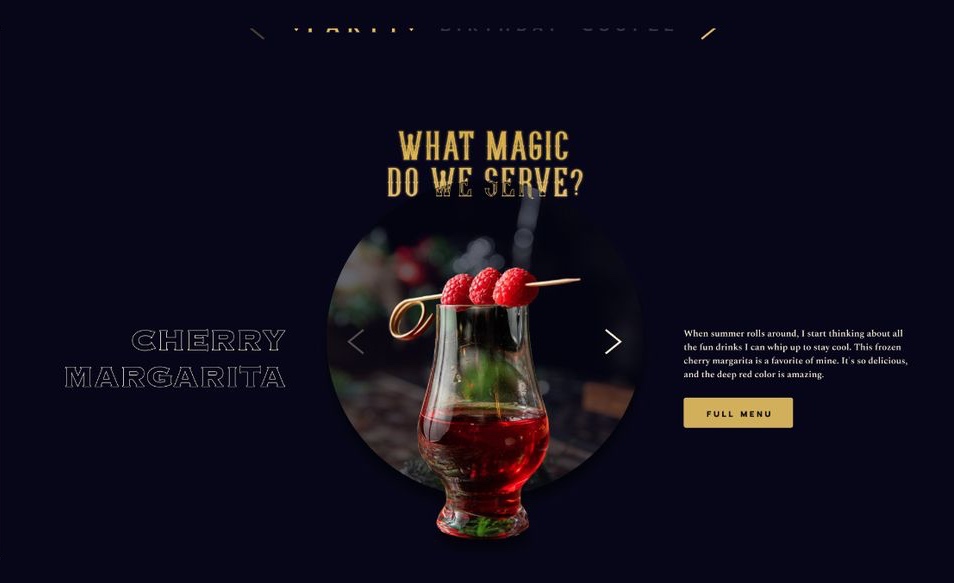 WHAT MAGIC
DO WE SERVE?
CHERRY
MARGARITA
When summer rolls around, I start thinking about all
the fun drinks I can whip up to stay cool. This frozen
cherry margarita is a favorite of mine. It's so delicious,
and the deep red color is amazing.
FULL MENU